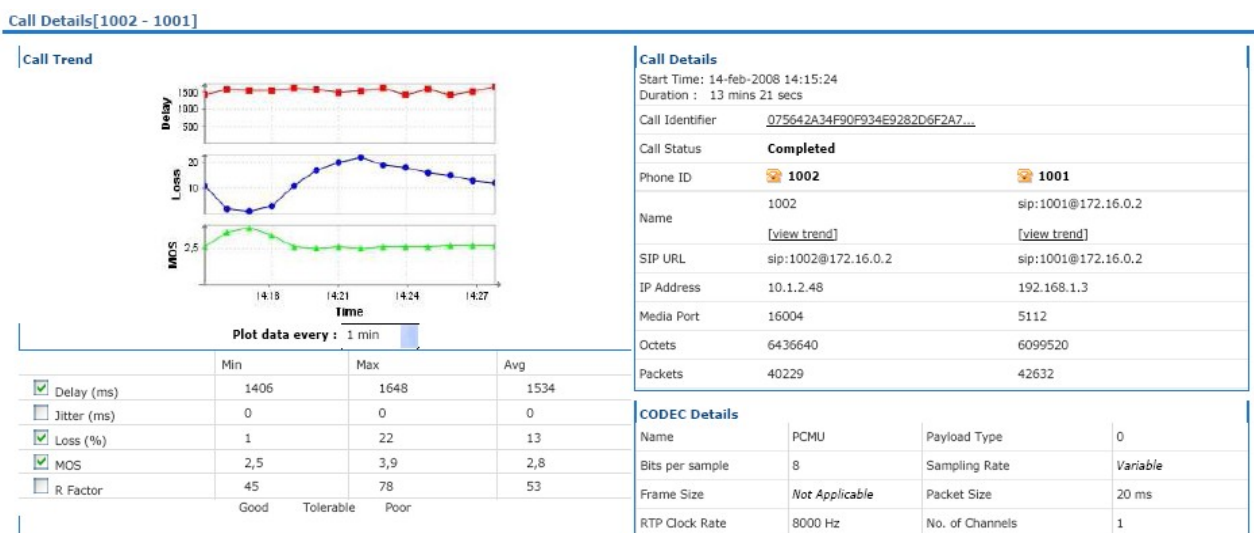 Call Details[1002 - 1001]
Call Trend
Delay
1500
1000
500
Loss
20
10
MOS
2,5
14:18 14:21 14:24 14:27
Time
Plot data every : 1 min
Min Max Avg
Delay (ms) 1406 1648 1534
Jitter (ms) 0 0 0
Loss (%) 1 22 13
MOS 2,5 3,9 2,8
R Factor 45 78 53
Good Tolerable Poor
Call Details
Start Time: 14-feb-2008 14:15:24
Duration : 13 mins 21 secs
Call Identifier 075642A34F90F934E9282D6F2A7...
Call Status Completed
Phone ID 1002 1001
Name 1002 sip:1001@172.16.0.2
[view trend] [view trend]
SIP URL sip:1002@172.16.0.2 sip:1001@172.16.0.2
IP Address 10.1.2.48 192.168.1.3
Media Port 16004 5112
Octets 6436640 6099520
Packets 40229 42632
CODEC Details
Name PCMU Payload Type 0
Bits per sample 8 Sampling Rate Variable
Frame Size Not Applicable Packet Size 20 ms
RTP Clock Rate 8000 Hz No. of Channels 1